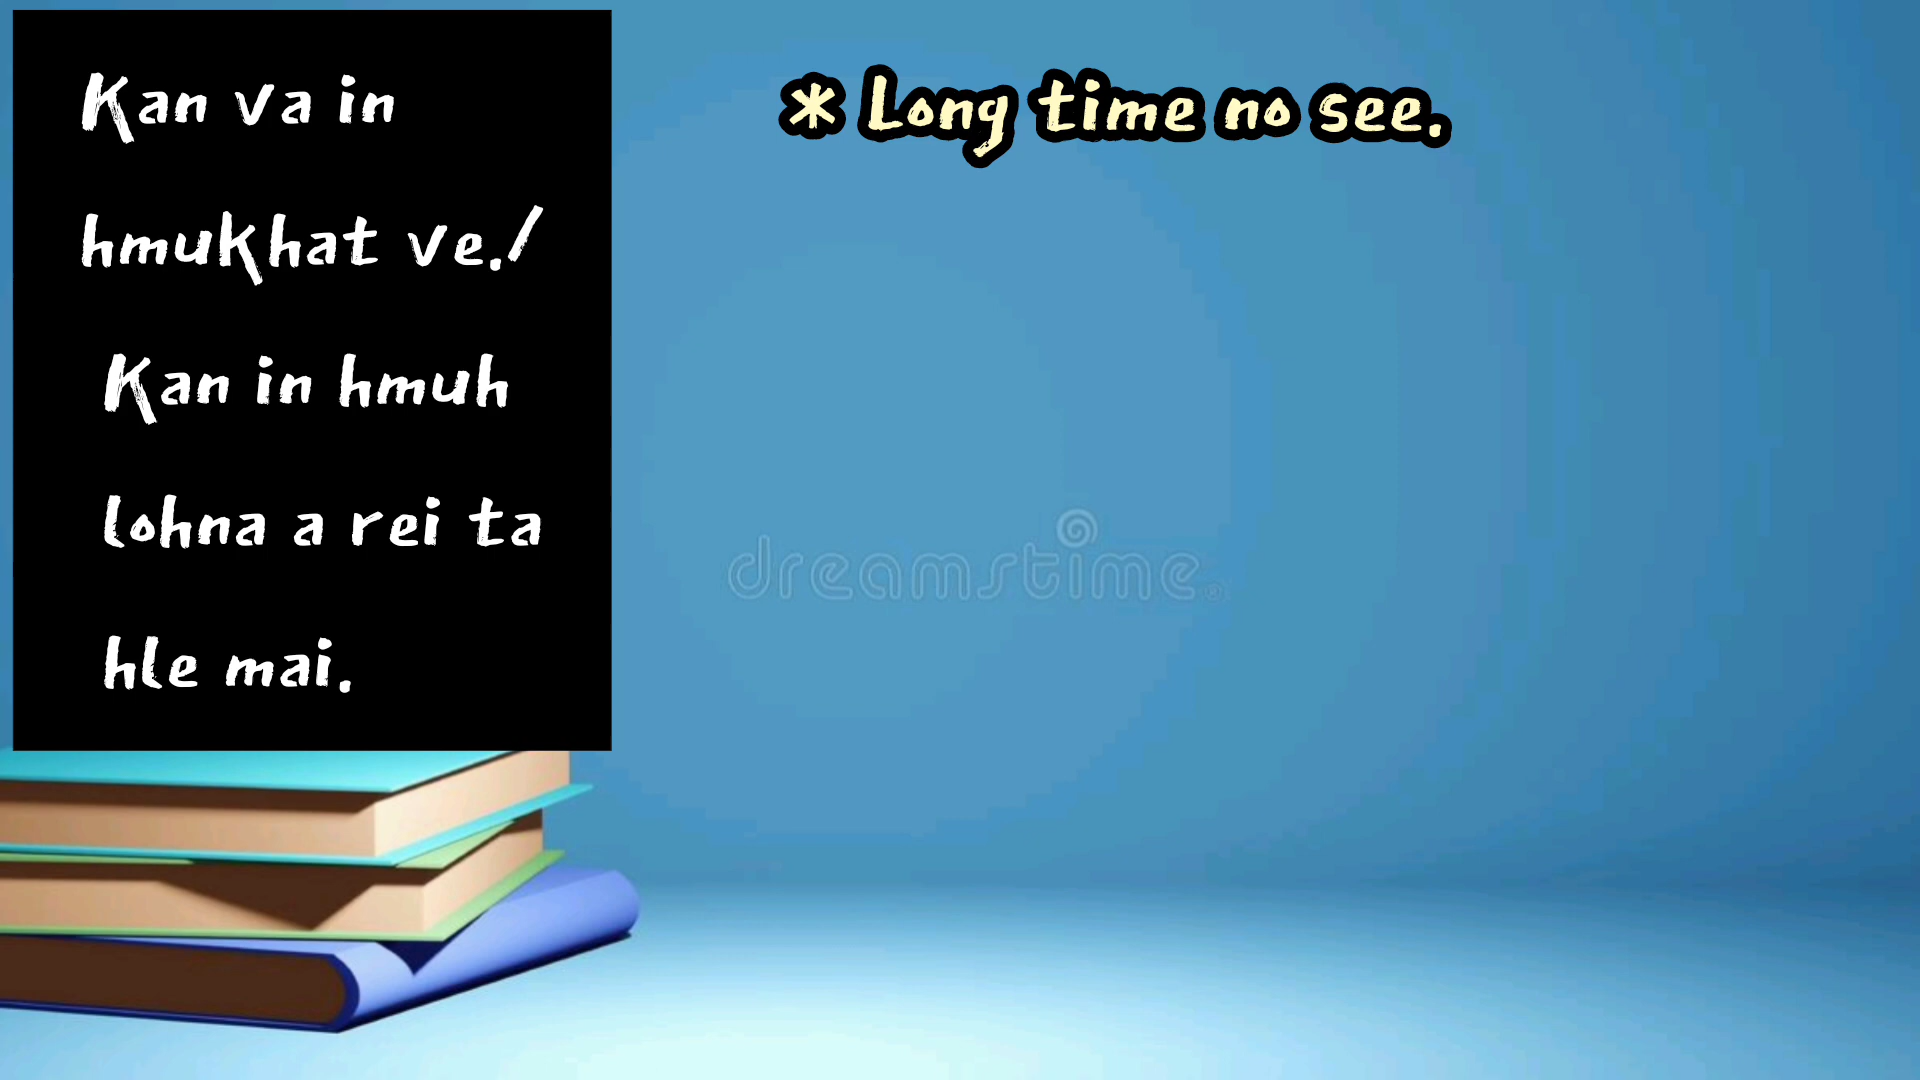 Kan va in
hmukhat ve./
Kan in hmuh
lohna a rei ta
hle mai.
* Long time no see.
dreamstime.